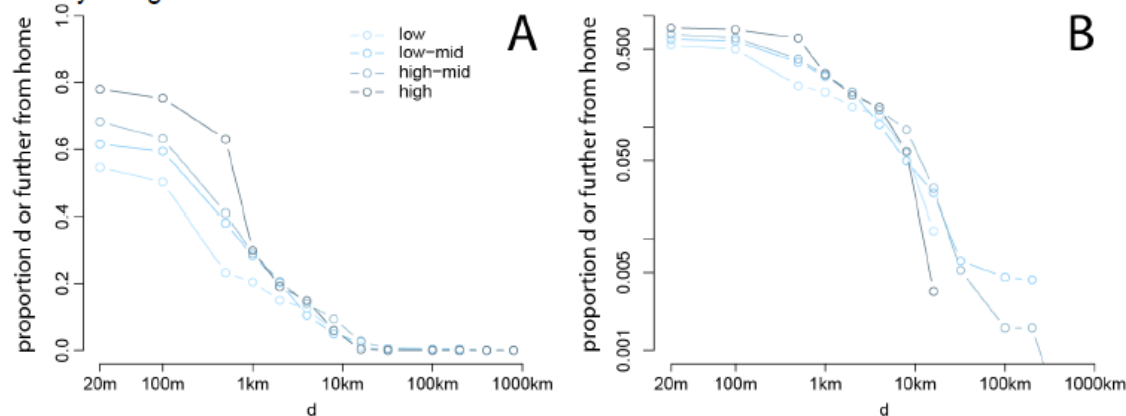 A
proportion d or further from home
1.0
0.8
0.6
0.4
0.2
0.0
low
low-mid
high-mid
high
20m 100m 1km 10km 100km 1000km
d
B
proportion d or further from home
0.500
0.050
0.005
0.001
20m 100m 1km 10km 100km 1000km
d